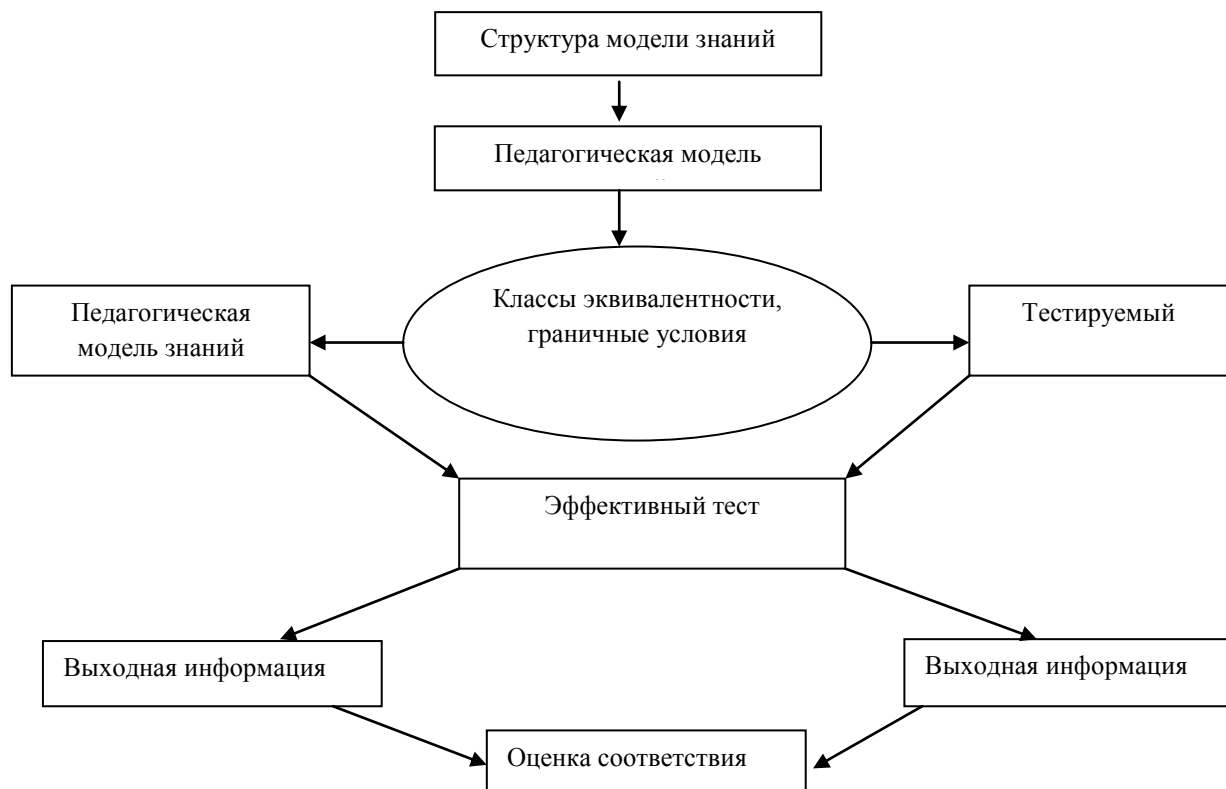 Структура модели знаний
Педагогическая модель
Классы эквивалентности,
граничные условия
Педагогическая
модель знаний
Тестируемый
Эффективный тест
Выходная информация
Выходная информация
Оценка соответствия